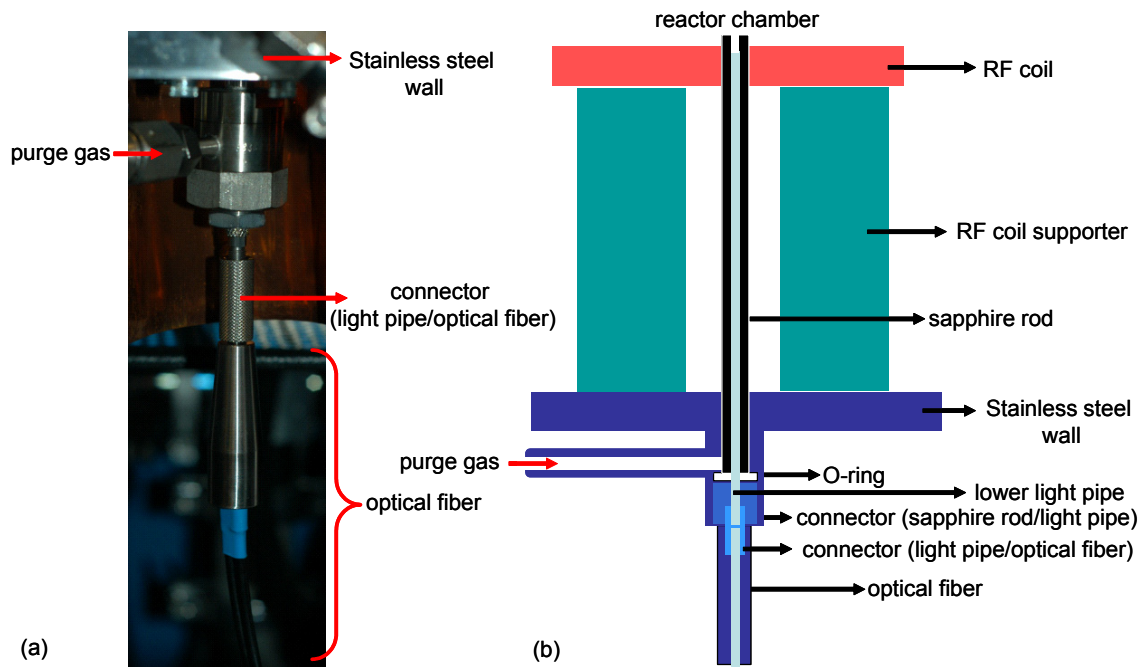 Stainless steel
wall
purge gas
connector
(light pipe/optical fiber)
optical fiber
(a)
reactor chamber
RF coil
RF coil supporter
sapphire rod
Stainless steel
wall
purge gas
O-ring
lower light pipe
connector (sapphire rod/light pipe)
connector (light pipe/optical fiber)
optical fiber
(b)